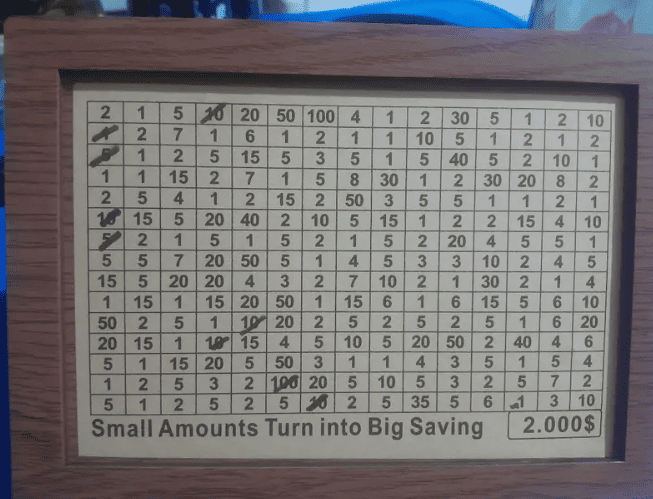 2 1 5 10 20 50 100 4 1 2 30 5 1 2 10
2 7 1 6 1 2 1 1 10 5 1 2 1 2
1 2 5 15 5 3 5 1 5 40 5 2 10 1
1 1 15 2 7 1 5 8 30 1 2 30 20 8 2
2 5 4 1 2 15 2 50 3 5 5 1 1 2 1
10 15 5 20 40 2 10 5 15 1 2 2 15 4 10
5 2 1 5 1 5 2 1 5 2 20 4 5 5 1
5 5 7 20 50 5 1 4 5 3 3 10 2 4 5
15 5 20 20 4 3 2 7 10 2 1 30 2 1 4
1 15 1 15 20 50 1 15 6 1 6 15 5 6 10
50 2 5 1 10 20 2 5 2 5 2 5 1 6 20
20 15 1 10 15 4 5 10 5 20 50 2 40 4 6
5 1 15 20 5 50 3 1 1 4 3 5 1 5 4
1 2 5 3 2 100 20 5 10 5 3 2 5 7 2
5 1 2 5 2 5 10 2 5 35 5 6 1 3 10
Small Amounts Turn into Big Saving 2.000$